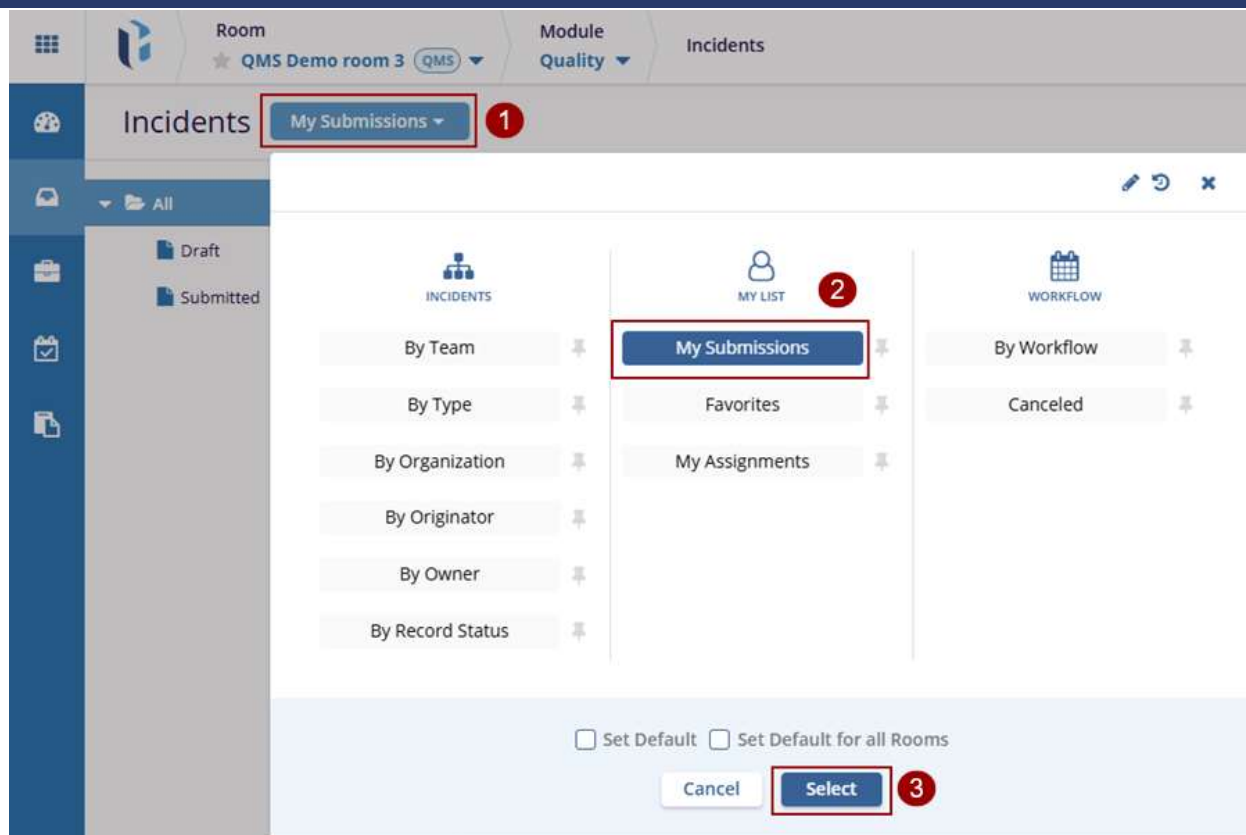 Room
QMS Demo room 3 QMS
Module
Quality
Incidents
Incidents
My Submissions
1
All
Draft
Submitted
INCIDENTS
By Team
By Type
By Organization
By Originator
By Owner
By Record Status
MY LIST
2
My Submissions
Favorites
My Assignments
WORKFLOW
By Workflow
Canceled
Set Default
Set Default for all Rooms
Cancel
Select
3